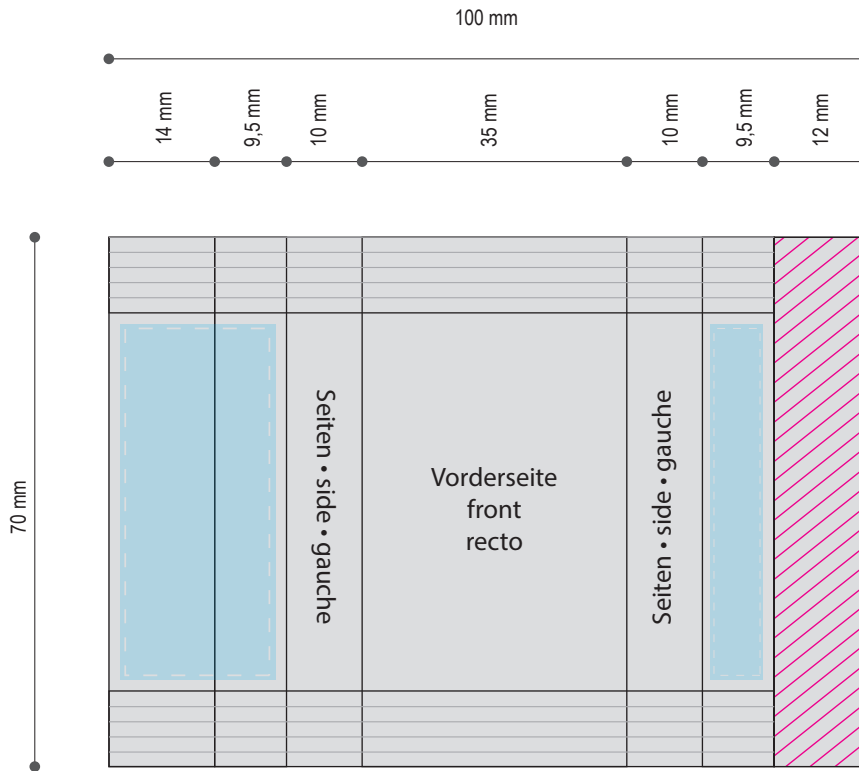 100 mm
14 mm
9,5 mm
10 mm
35 mm
10 mm
9,5 mm
12 mm
70 mm
Seiten • side • gauche
Vorderseite
front
recto
Seiten • side • gauche